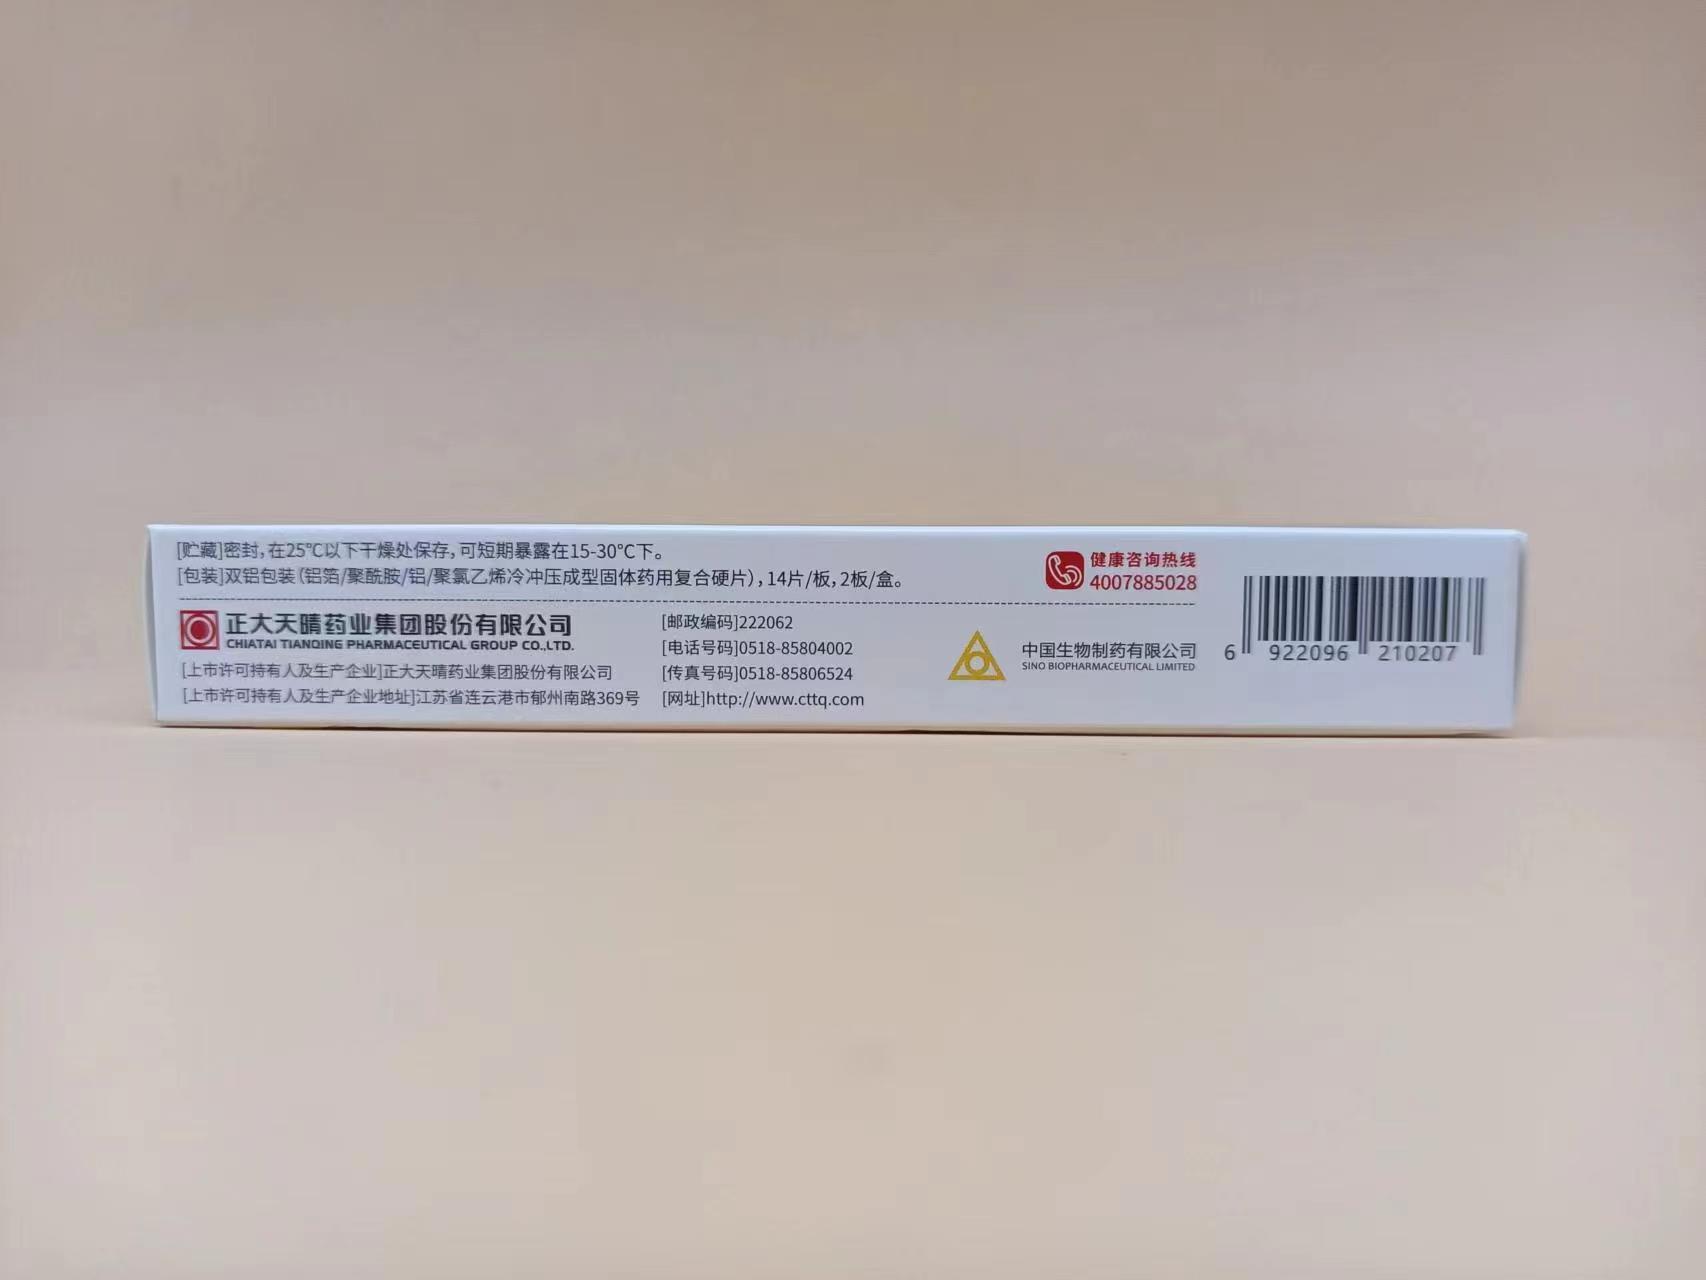 [贮藏]密封，在25℃以下干燥处保存，可短期暴露在15-30℃下。
[包装]双铝包装（铝箔/聚酰胺/铝/聚氯乙烯冷冲压成型固体药用复合硬片），14片/板，2板/盒。
健康咨询热线
4007885028
正大天晴药业集团股份有限公司
CHIATAI TIANQING PHARMACEUTICAL GROUP CO.,LTD.
[上市许可持有人及生产企业]正大天晴药业集团股份有限公司
[上市许可持有人及生产企业地址]江苏省连云港市郁州南路369号
[邮政编码]222062
[电话号码]0518-85804002
[传真号码]0518-85806524
[网址]http://www.cttq.com
中国生物制药有限公司
SINO BIOPHARMACEUTICAL LIMITED
6 922096 210207